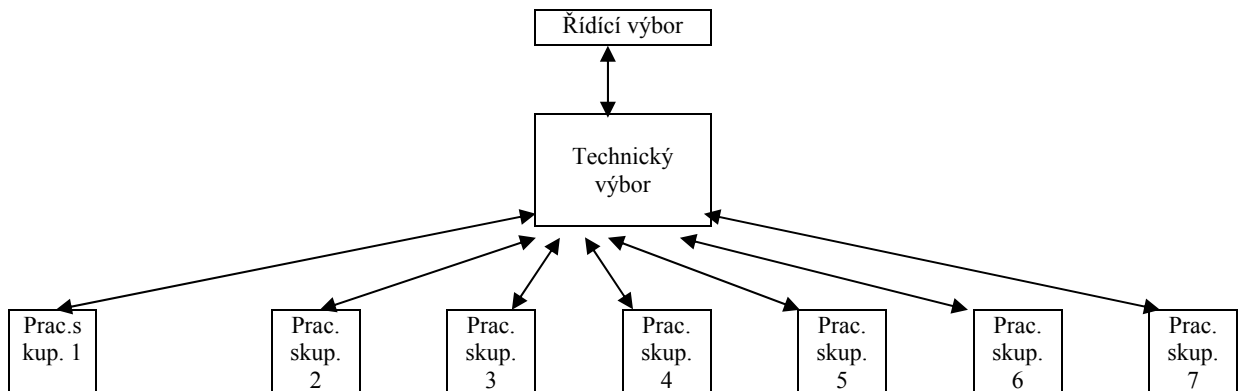 Řídící výbor
Technický
výbor
Prac.s
kup. 1
Prac.
skup.
2
Prac.
skup.
3
Prac.
skup.
4
Prac.
skup.
5
Prac.
skup.
6
Prac.
skup.
7